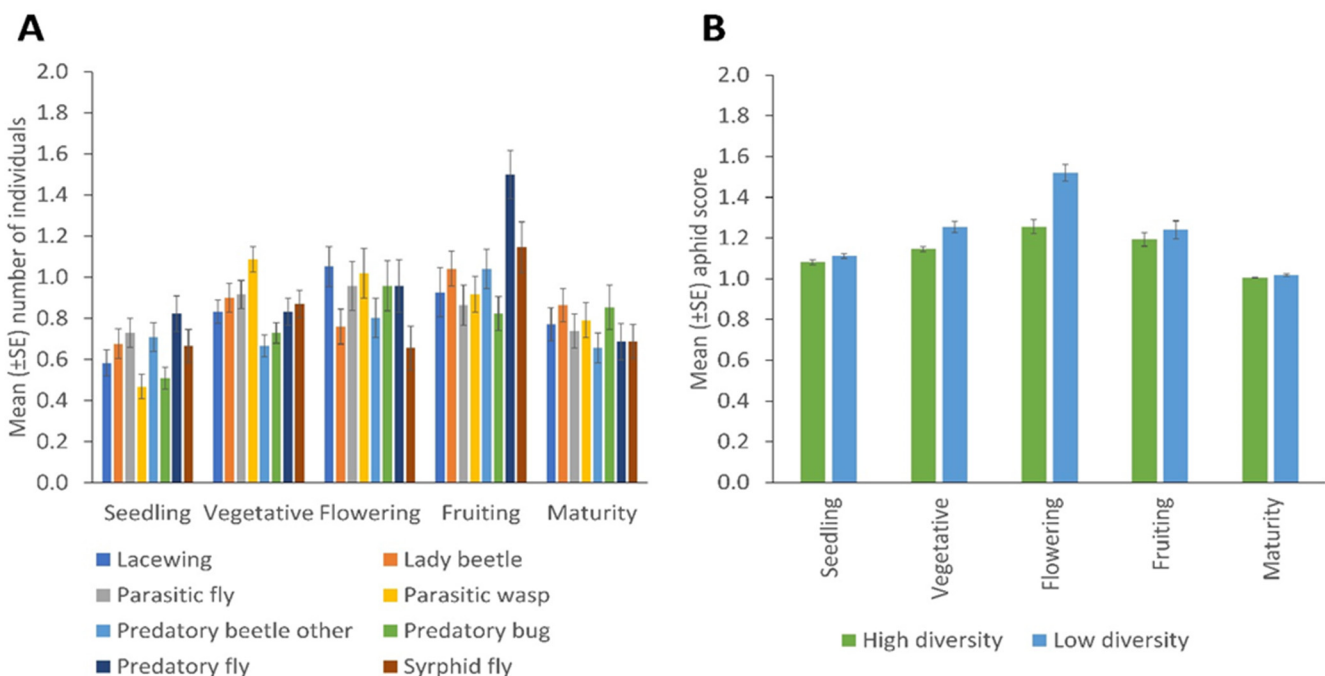 A
Mean (±SE) number of individuals
2.0
1.8
1.6
1.4
1.2
1.0
0.8
0.6
0.4
0.2
0.0
Seedling Vegetative Flowering Fruiting Maturity
Lacewing Lady beetle
Parasitic fly Parasitic wasp
Predatory beetle other Predatory bug
Predatory fly Syrphid fly
B
Mean (±SE) aphid score
2.0
1.8
1.6
1.4
1.2
1.0
0.8
0.6
0.4
0.2
0.0
Seedling
Vegetative
Flowering
Fruiting
Maturity
High diversity Low diversity